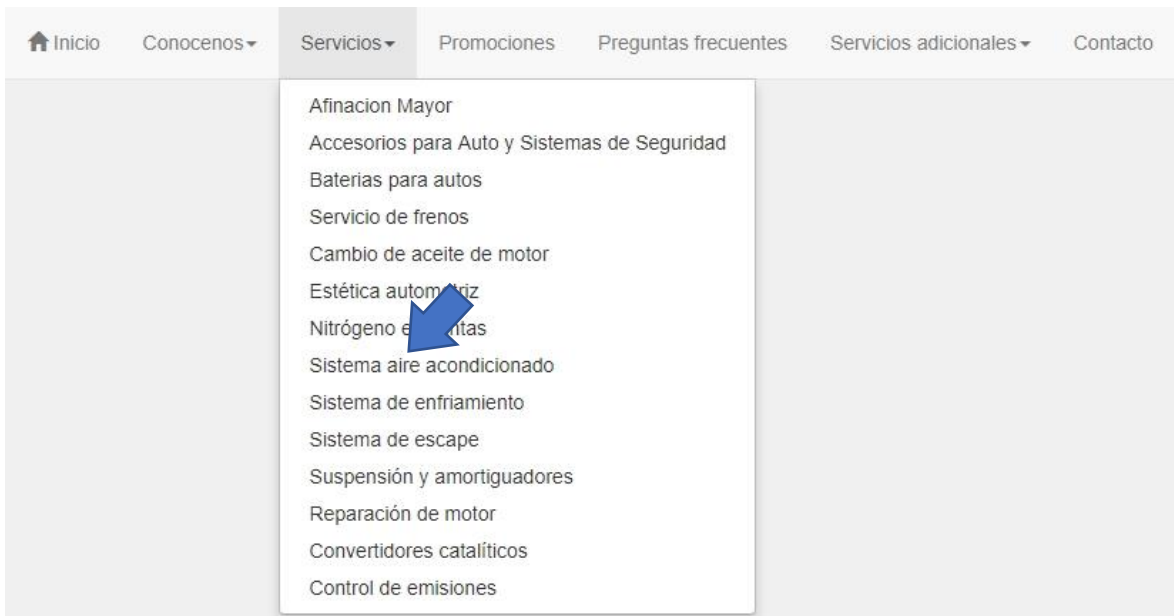 Inicio Conocenos Servicios Promociones Preguntas frecuentes Servicios adicionales Contacto
Afinacion Mayor
Accesorios para Auto y Sistemas de Seguridad
Baterias para autos
Servicio de frenos
Cambio de aceite de motor
Estética automotriz
Nitrógeno
Sistema aire acondicionado
Sistema de enfriamiento
Sistema de escape
Suspensión y amortiguadores
Reparación de motor
Convertidores catalíticos
Control de emisiones